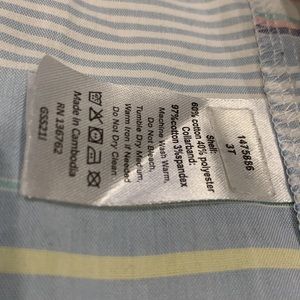 1475886
3T
Shell:
60% cotton 40% polyester
Collarband:
97%cotton 3%spandex
Machine Wash Warm,
Do Not Bleach,
Tumble Dry Medium,
Warm Iron If Needed
Do Not Dry Clean
Made in Cambodia
RN 136762
GSS21I